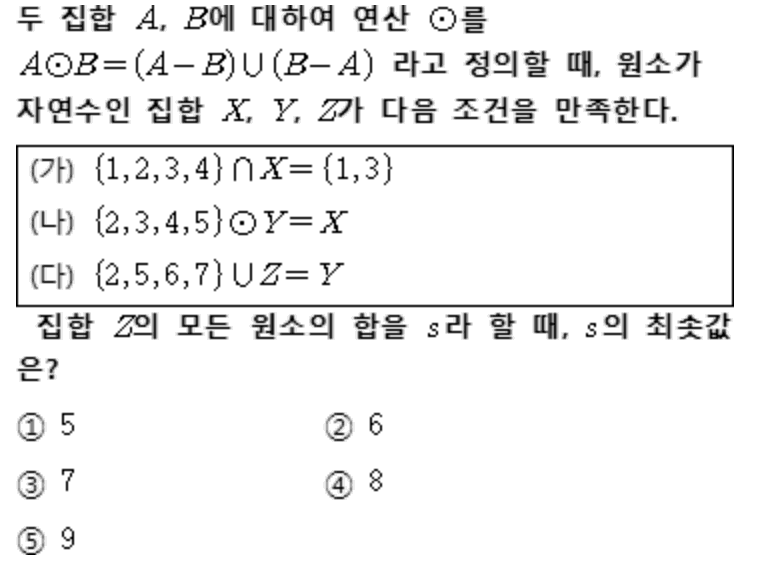 두 집합 A, B에 대하여 연산 ⊙를
A⊙B=(A−B)∪(B−A) 라고 정의할 때, 원소가
자연수인 집합 X, Y, Z가 다음 조건을 만족한다.
(가) {1,2,3,4}∩X={1,3}
(나) {2,3,4,5}⊙Y=X
(다) {2,5,6,7}∪Z=Y
집합 Z의 모든 원소의 합을 s라 할 때, s의 최솟값
은?
① 5 ② 6
③ 7 ④ 8
⑤ 9